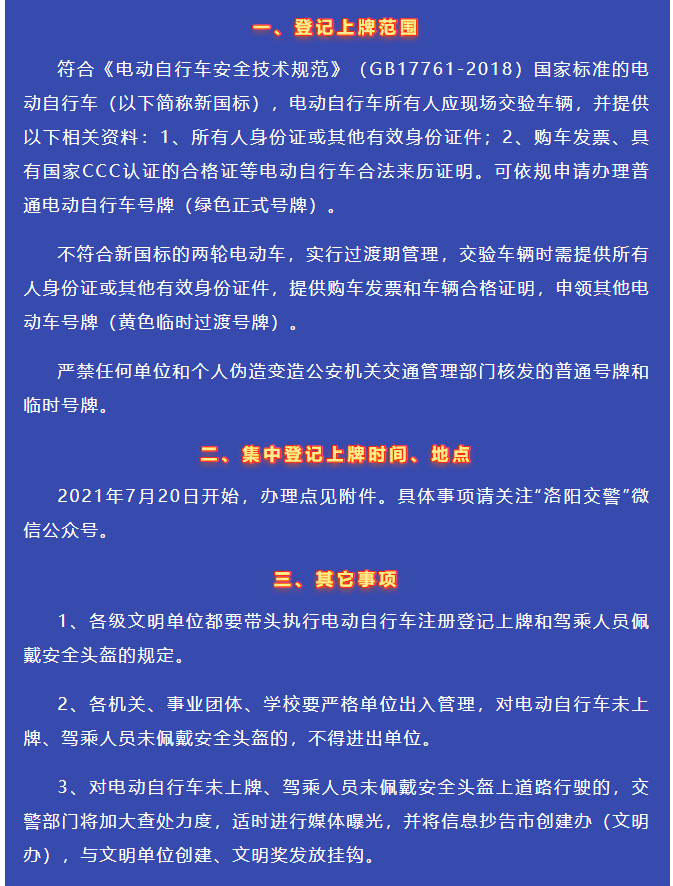 一、登记上牌范围
符合《电动自行车安全技术规范》（GB17761-2018）国家标准的电
动自行车（以下简称新国标），电动自行车所有人应现场交验车辆，并提供
以下相关资料：1、所有人身份证或其他有效身份证件；2、购车发票、具
有国家CCC认证的合格证等电动自行车合法来历证明。可依规申请办理普
通电动自行车号牌（绿色正式号牌）。
不符合新国标的两轮电动车，实行过渡期管理，交验车辆时需提供所有
人身份证或其他有效身份证件，提供购车发票和车辆合格证明，申领其他电
动车号牌（黄色临时过渡号牌）。
严禁任何单位和个人伪造变造公安机关交通管理部门核发的普通号牌和
临时号牌。
二、集中登记上牌时间、地点
2021年7月20日开始，办理点见附件。具体事项请关注“洛阳交警”微
信公众号。
三、其它事项
1、各级文明单位都要带头执行电动自行车注册登记上牌和驾乘人员佩
戴安全头盔的规定。
2、各机关、事业团体、学校要严格单位出入管理，对电动自行车未上
牌、驾乘人员未佩戴安全头盔的，不得进出单位。
3、对电动自行车未上牌、驾乘人员未佩戴安全头盔上道路行驶的，交
警部门将加大查处力度，适时进行媒体曝光，并将信息抄告市创建办（文明
办），与文明单位创建、文明奖发放挂钩。